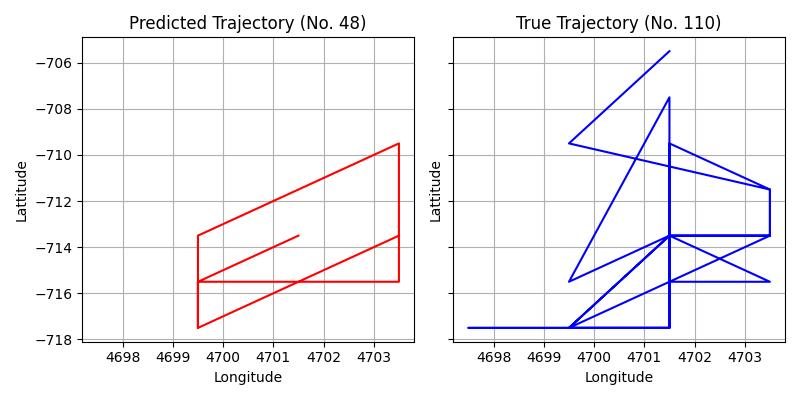 Predicted Trajectory (No. 48)
True Trajectory (No. 110)
Lattitude
−706
−708
−710
−712
−714
−716
−718
4698 4699 4700 4701 4702 4703
Longitude
Lattitude
4698 4699 4700 4701 4702 4703
Longitude